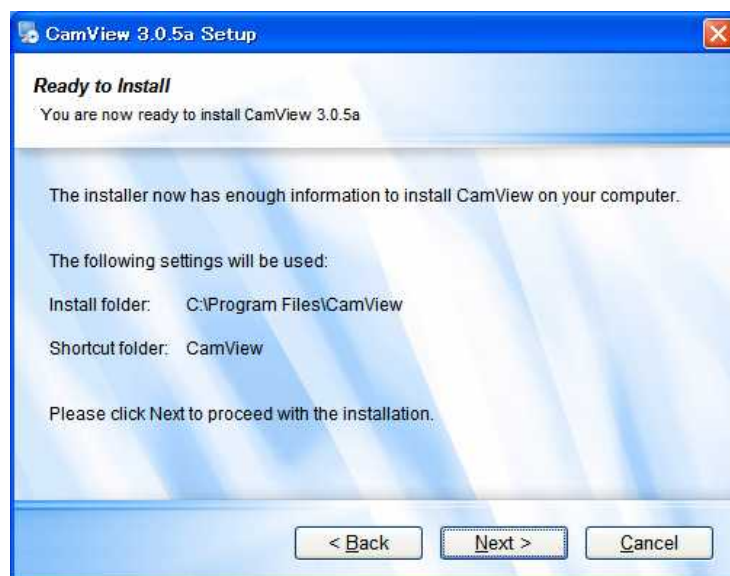 CamView 3.0.5a Setup
Ready to Install
You are now ready to install CamView 3.0.5a
The installer now has enough information to install CamView on your computer.
The following settings will be used:
Install folder: C:\Program Files\CamView
Shortcut folder: CamView
Please click Next to proceed with the installation.
< Back Next > Cancel